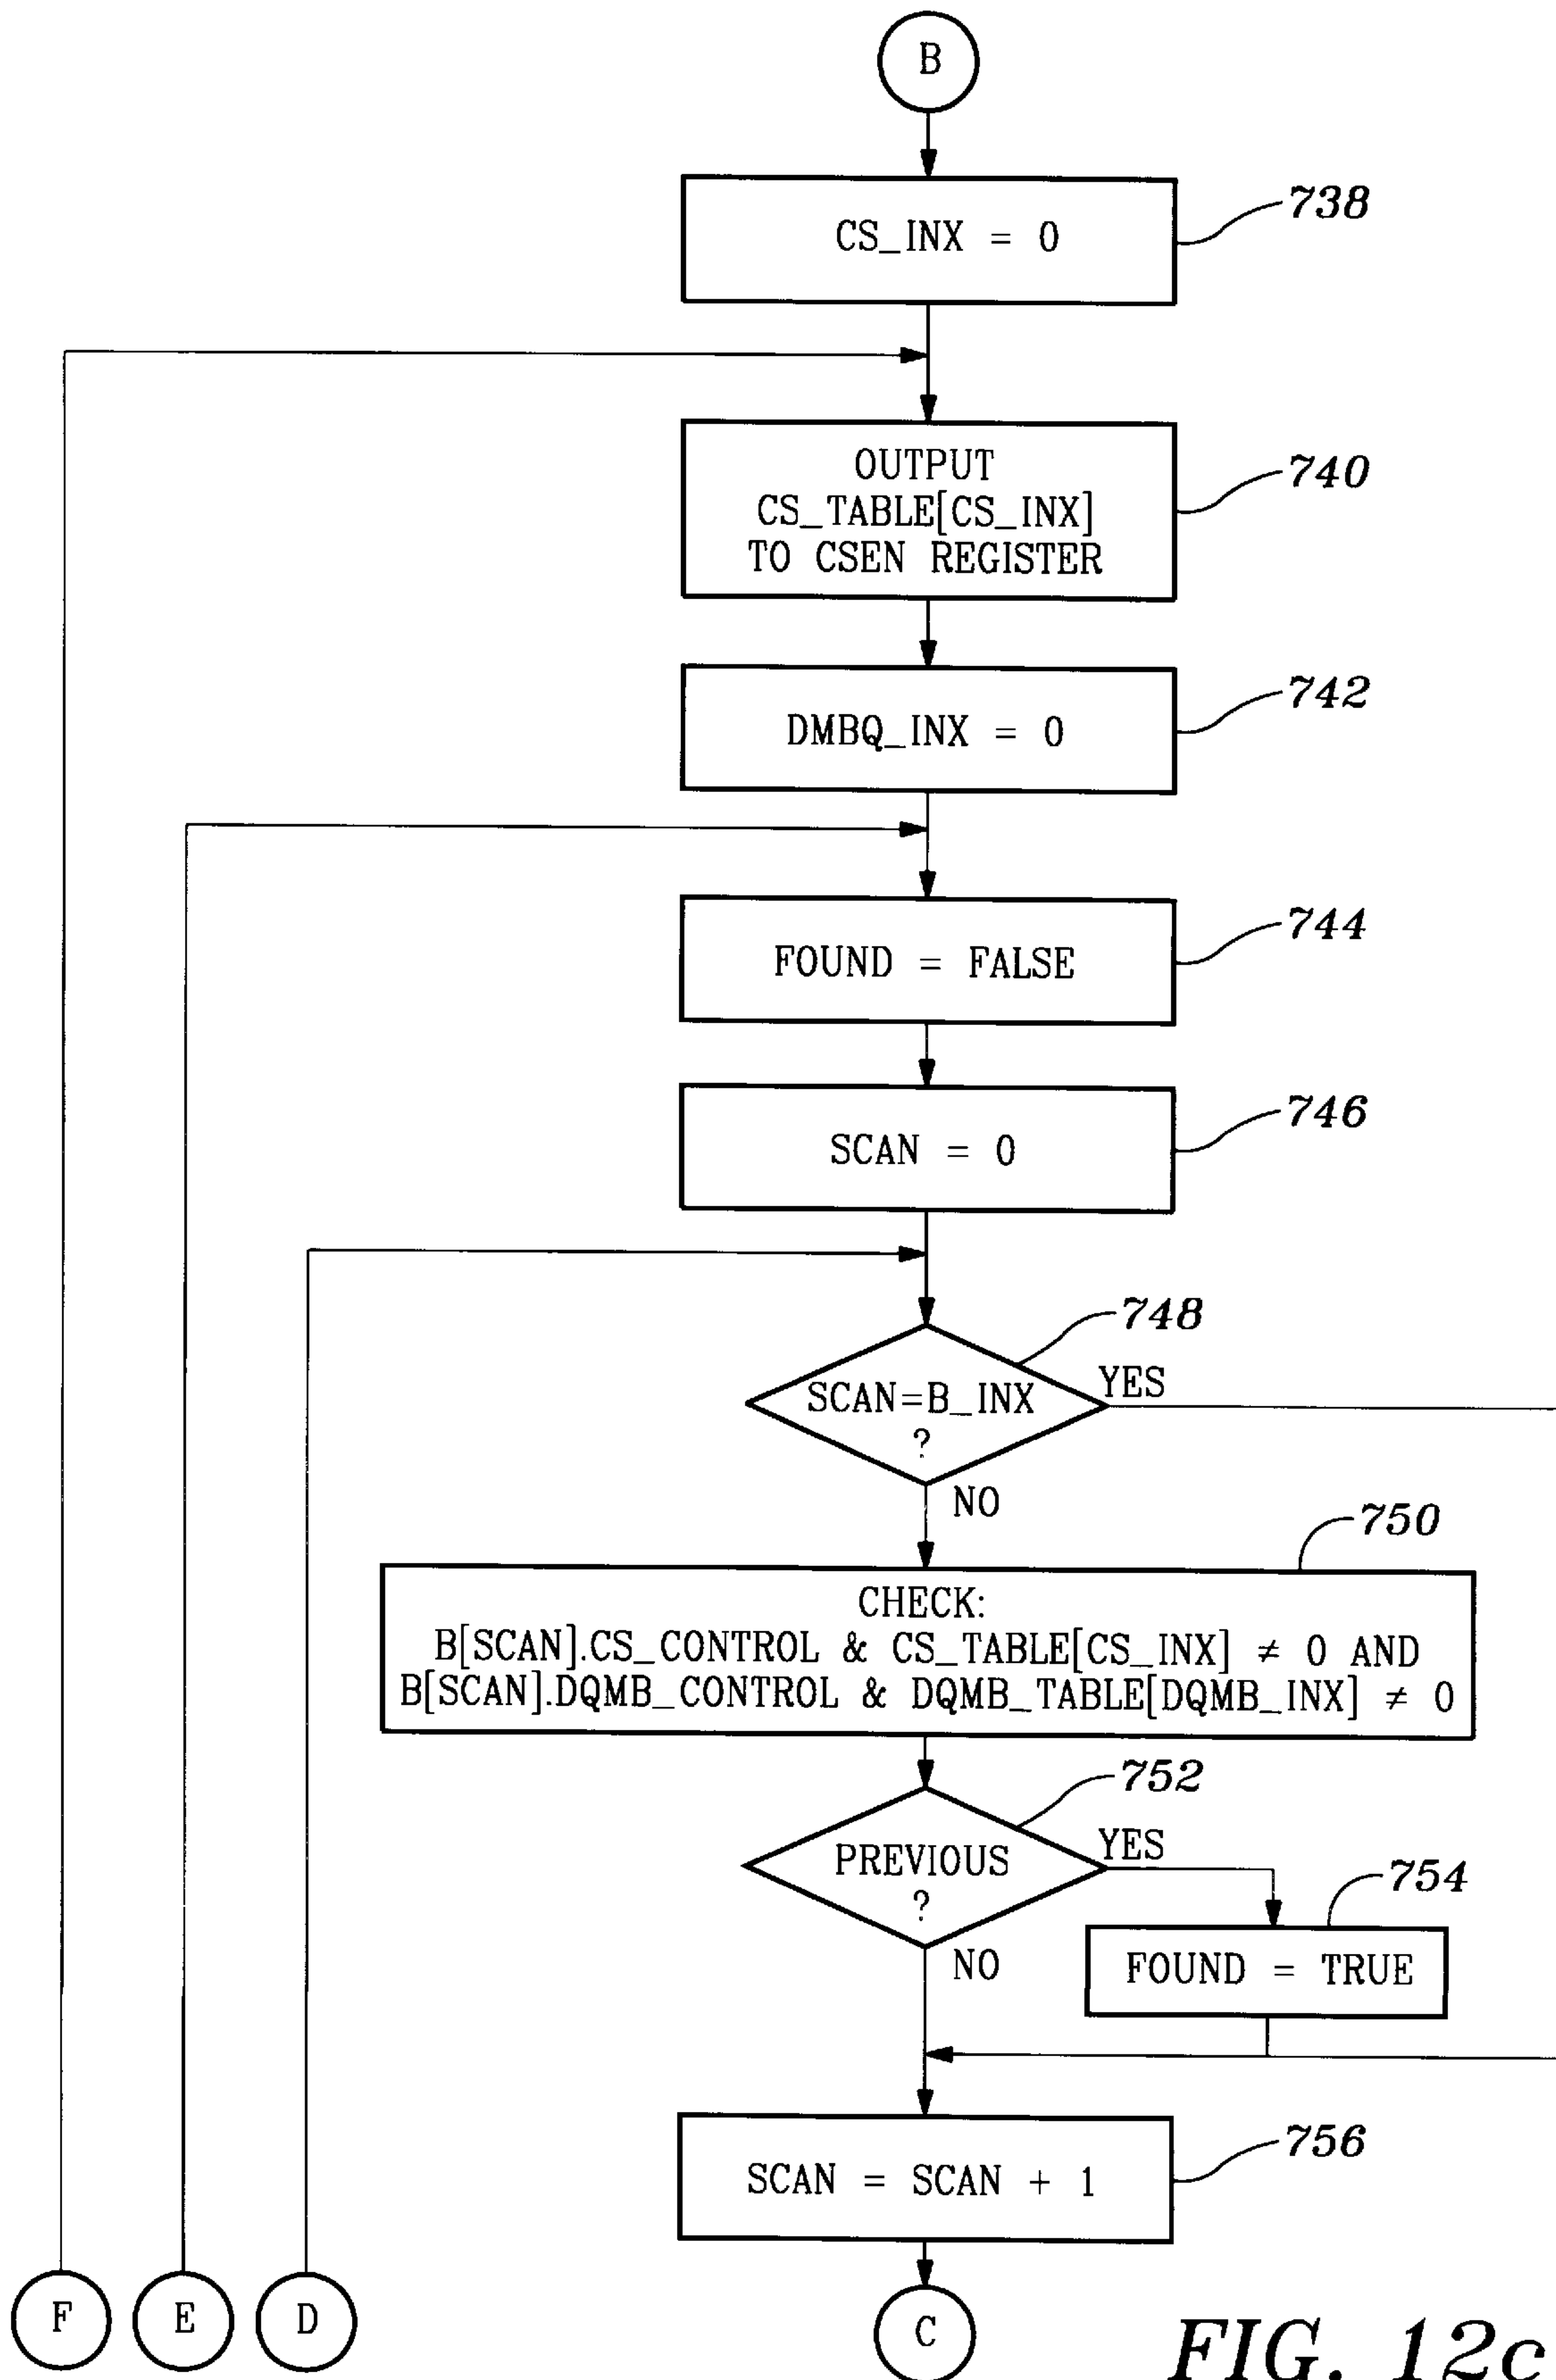 B
738
CS_INX = 0
740
OUTPUT
CS_TABLE[CS_INX]
TO CSEN REGISTER
742
DMBQ_INX = 0
744
FOUND = FALSE
746
SCAN = 0
748
SCAN=B_INX
?
YES
NO
750
CHECK:
B[SCAN].CS_CONTROL & CS_TABLE[CS_INX] ≠ 0 AND
B[SCAN].DQMB_CONTROL & DQMB_TABLE[DQMB_INX] ≠ 0
752
PREVIOUS
?
YES
NO
754
FOUND = TRUE
756
SCAN = SCAN + 1
F
E
D
C
FIG. 12c